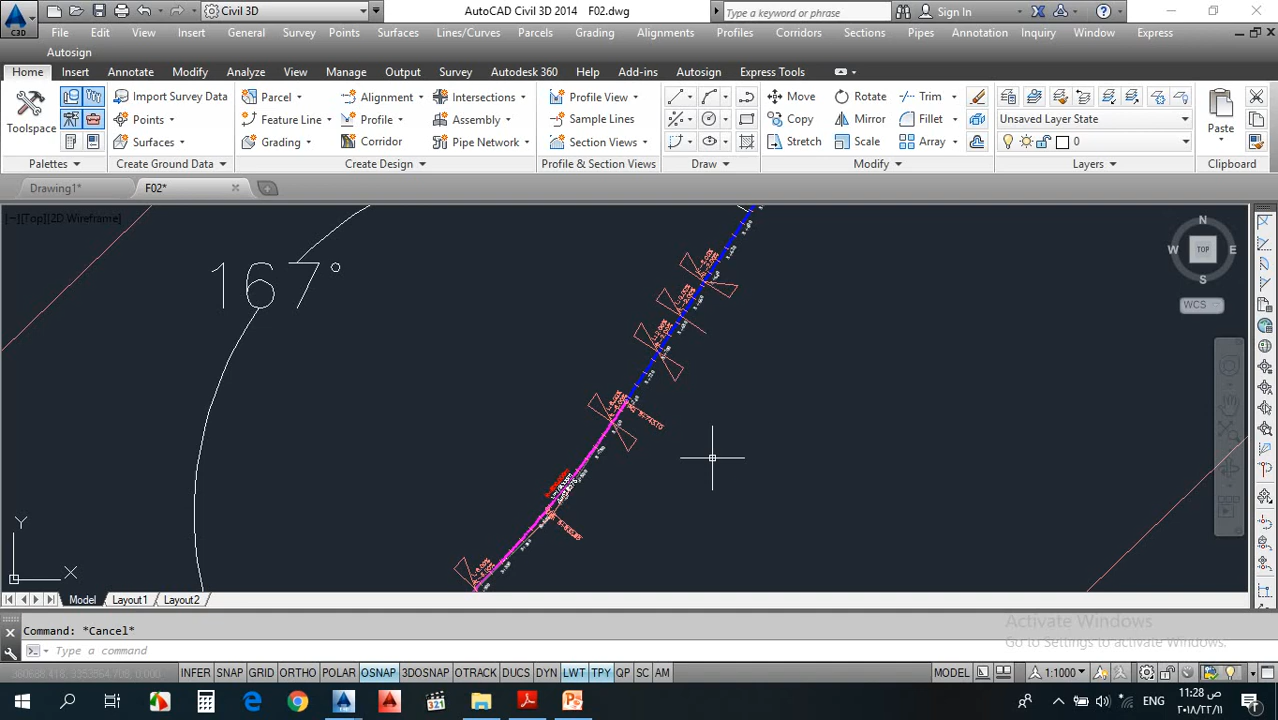 Civil 3D
AutoCAD Civil 3D 2014 F02.dwg
Type a keyword or phrase
Sign In
C3D
File Edit View Insert General Survey Points Surfaces Lines/Curves Parcels Grading Alignments Profiles Corridors Sections Pipes Annotation Inquiry Window Express
Autosign
Home Insert Annotate Modify Analyze View Manage Output Survey Autodesk 360 Help Add-ins Autosign Express Tools
Toolspace
Import Survey Data
Points
Surfaces
Parcel
Feature Line
Grading
Alignment
Profile
Corridor
Intersections
Assembly
Pipe Network
Profile View
Sample Lines
Section Views
Move
Copy
Stretch
Rotate
Mirror
Scale
Trim
Fillet
Array
Unsaved Layer State
0
Paste
Palettes Create Ground Data Create Design Profile & Section Views Draw Modify Layers Clipboard
Drawing1* F02*
[−][Top][2D Wireframe]
167°
N
W TOP E
S
WCS
Y
X
Model Layout1 Layout2
Activate Windows
Go to Settings to activate Windows.
Command: *Cancel*
Type a command
INFER SNAP GRID ORTHO POLAR OSNAP 3DOSNAP OTRACK DUCS DYN LWT TPY QP SC AM
MODEL 1:1000
321
ENG
11:28 ص